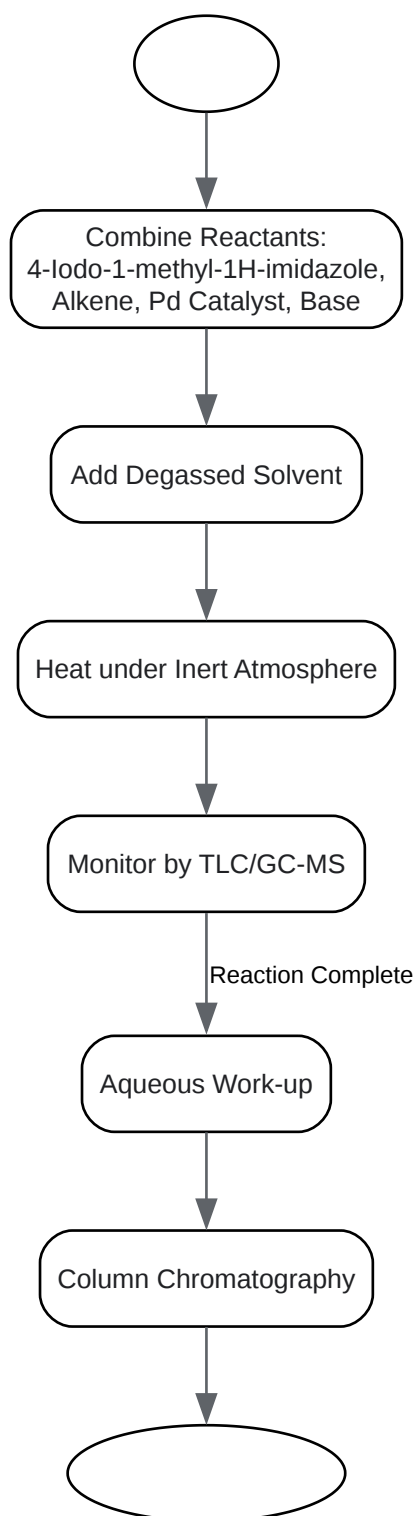 Combine Reactants:
4-Iodo-1-methyl-1H-imidazole,
Alkene, Pd Catalyst, Base
Add Degassed Solvent
Heat under Inert Atmosphere
Monitor by TLC/GC-MS
Reaction Complete
Aqueous Work-up
Column Chromatography